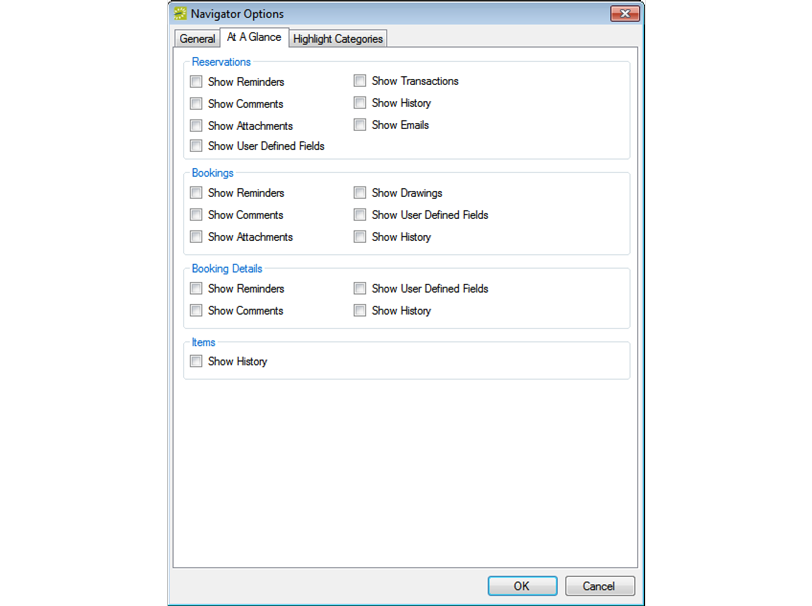 Navigator Options
General
At A Glance
Highlight Categories
Reservations
Show Reminders
Show Transactions
Show Comments
Show History
Show Attachments
Show Emails
Show User Defined Fields
Bookings
Show Reminders
Show Drawings
Show Comments
Show User Defined Fields
Show Attachments
Show History
Booking Details
Show Reminders
Show User Defined Fields
Show Comments
Show History
Items
Show History
OK
Cancel